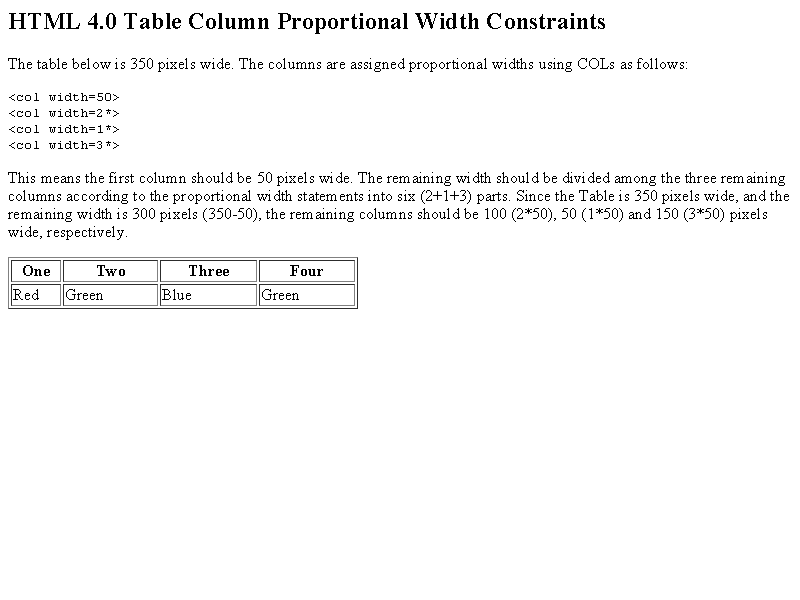 HTML 4.0 Table Column Proportional Width Constraints
The table below is 350 pixels wide. The columns are assigned proportional widths using COLs as follows:
<col width=50>
<col width=2*>
<col width=1*>
<col width=3*>
This means the first column should be 50 pixels wide. The remaining width should be divided among the three remaining
columns according to the proportional width statements into six (2+1+3) parts. Since the Table is 350 pixels wide, and the
remaining width is 300 pixels (350-50), the remaining columns should be 100 (2*50), 50 (1*50) and 150 (3*50) pixels
wide, respectively.
One Two Three Four
Red Green Blue Green